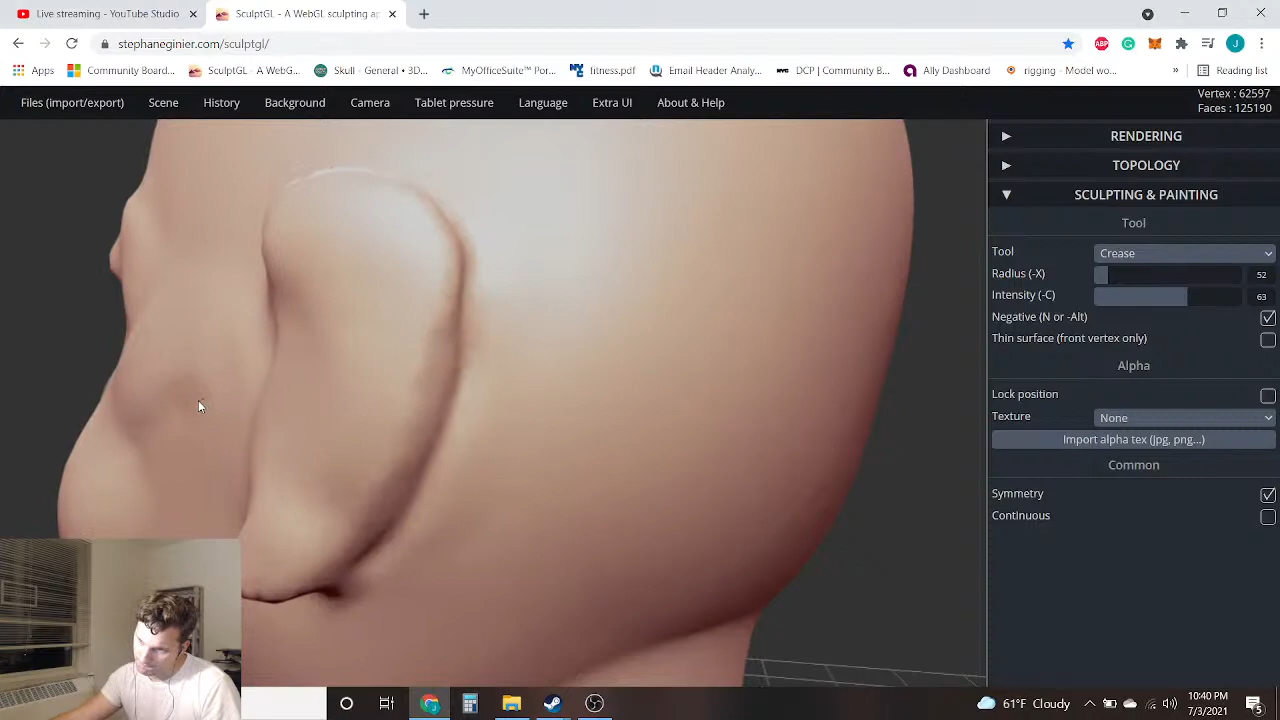 Live streaming - YouTube Studio
SculptGL - A WebGL sculpting ap
stephaneginier.com/sculptgl/
J
Apps
Community Board...
SculptGL - A WebG...
Skull - General • 3D...
MyOfficeSuite™ Por...
fitness.pdf
Email Header Analy...
DCP | Community B...
Ally Dashboard
rigging - Model wo...
»
Reading list
Files (import/export) Scene History Background Camera Tablet pressure Language Extra UI About & Help
Vertex : 62597
Faces : 125190
RENDERING
TOPOLOGY
SCULPTING & PAINTING
Tool
Tool Crease
Radius (-X) 52
Intensity (-C) 63
Negative (N or -Alt)
Thin surface (front vertex only)
Alpha
Lock position
Texture None
Import alpha tex (jpg, png...)
Common
Symmetry
Continuous
61°F Cloudy
10:40 PM
7/3/2021
5